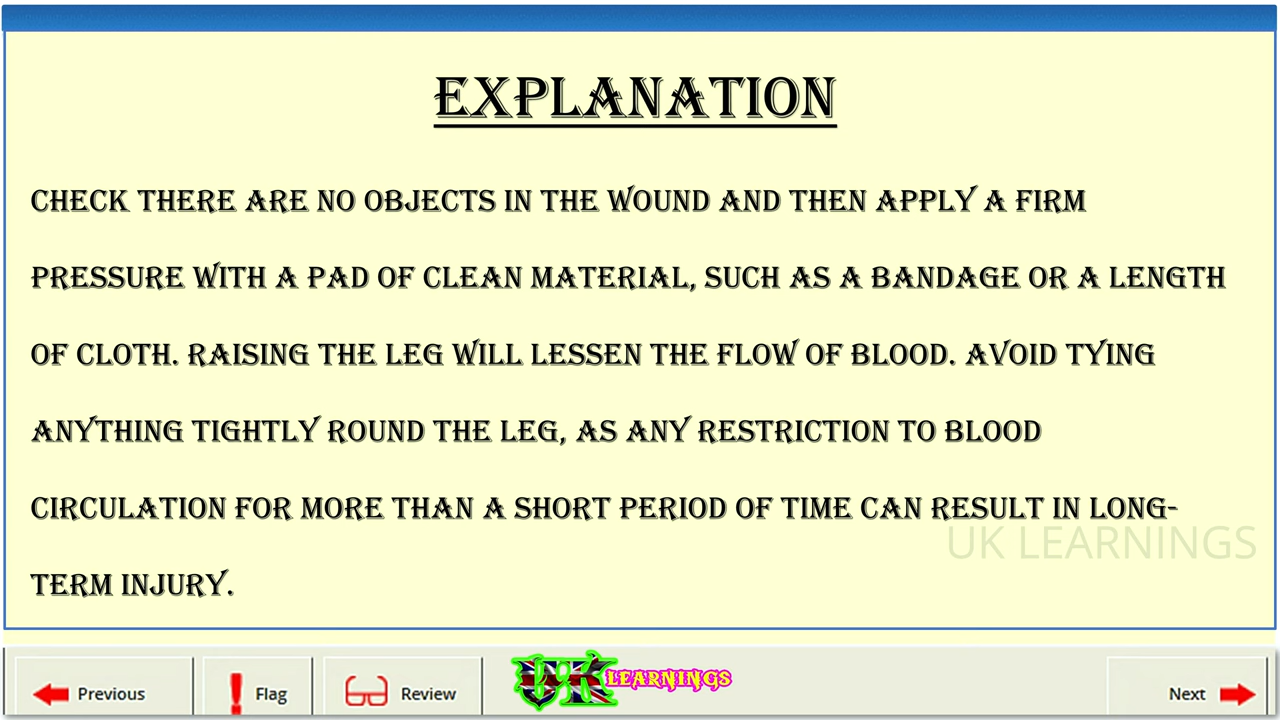 EXPLANATION
CHECK THERE ARE NO OBJECTS IN THE WOUND AND THEN APPLY A FIRM
PRESSURE WITH A PAD OF CLEAN MATERIAL, SUCH AS A BANDAGE OR A LENGTH
OF CLOTH. RAISING THE LEG WILL LESSEN THE FLOW OF BLOOD. AVOID TYING
ANYTHING TIGHTLY ROUND THE LEG, AS ANY RESTRICTION TO BLOOD
CIRCULATION FOR MORE THAN A SHORT PERIOD OF TIME CAN RESULT IN LONG-
UK LEARNINGS
TERM INJURY.
Previous Flag Review UK LEARNINGS Next